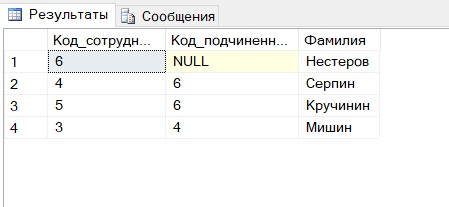 Результаты Сообщения
Код_сотрудн... Код_подчиненн... Фамилия
1 6 NULL Нестеров
2 4 6 Серпин
3 5 6 Кручинин
4 3 4 Мишин